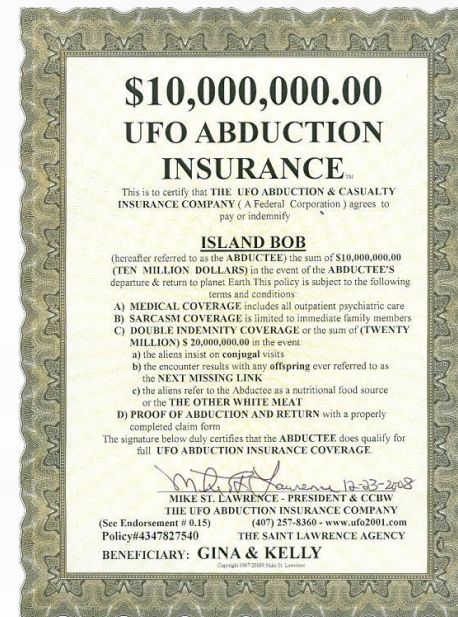 $10,000,000.00
UFO ABDUCTION
INSURANCE™
This is to certify that THE UFO ABDUCTION & CASUALTY
INSURANCE COMPANY ( A Federal Corporation ) agrees to
pay or indemnify
ISLAND BOB
(hereafter referred to as the ABDUCTEE) the sum of $10,000,000.00
(TEN MILLION DOLLARS) in the event of the ABDUCTEE'S
departure & return to planet Earth.This policy is subject to the following
terms and conditions:
A) MEDICAL COVERAGE includes all outpatient psychiatric care
B) SARCASM COVERAGE is limited to immediate family members
C) DOUBLE INDEMNITY COVERAGE or the sum of (TWENTY
MILLION) $ 20,000,000.00 in the event:
a) the aliens insist on conjugal visits
b) the encounter results with any offspring ever referred to as
the NEXT MISSING LINK
c) the aliens refer to the Abductee as a nutritional food source
or the THE OTHER WHITE MEAT
D) PROOF OF ABDUCTION AND RETURN with a properly
completed claim form
The signature below duly certifies that the ABDUCTEE does qualify for
full UFO ABDUCTION INSURANCE COVERAGE
Mike St Lawrence 12-23-2008
MIKE ST. LAWRENCE - PRESIDENT & CCBW
THE UFO ABDUCTION INSURANCE COMPANY
(See Endorsement # 0.15) (407) 257-8360 - www.ufo2001.com
Policy#4347827540 THE SAINT LAWRENCE AGENCY
BENEFICIARY: GINA & KELLY
Mike St. Lawrence